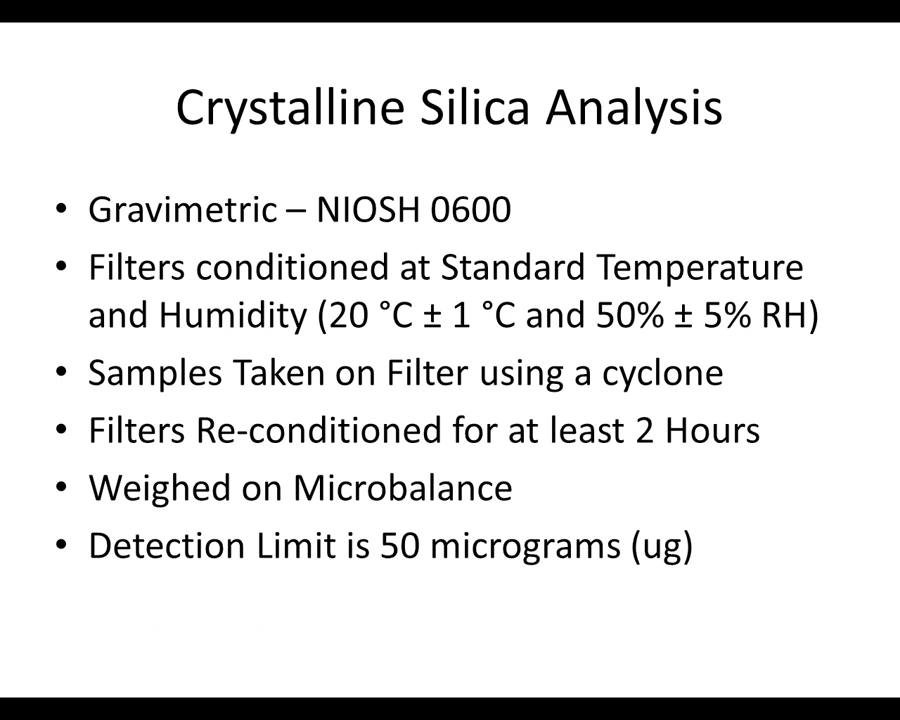 Crystalline Silica Analysis
• Gravimetric – NIOSH 0600
• Filters conditioned at Standard Temperature
and Humidity (20 °C ± 1 °C and 50% ± 5% RH)
• Samples Taken on Filter using a cyclone
• Filters Re-conditioned for at least 2 Hours
• Weighed on Microbalance
• Detection Limit is 50 micrograms (ug)